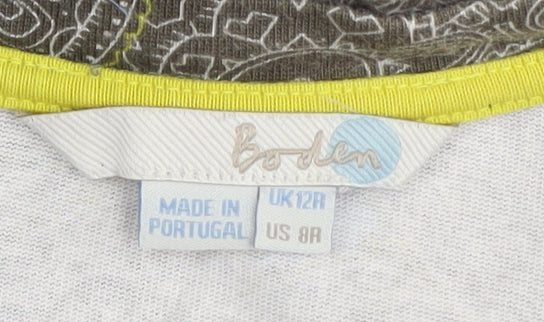 Boden
MADE IN
PORTUGAL
UK12R
US 8R